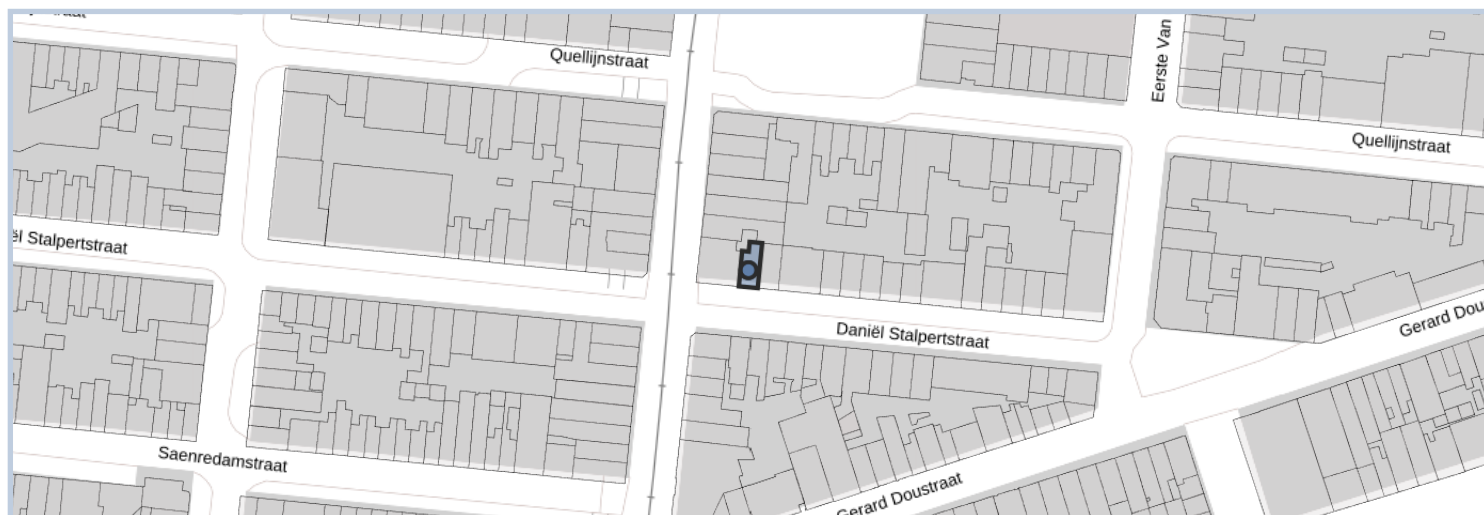 Quellijnstraat
Eerste Van
Quellijnstraat
ël Stalpertstraat
Gerard Dou
Daniël Stalpertstraat
Saenredamstraat
Gerard Doustraat